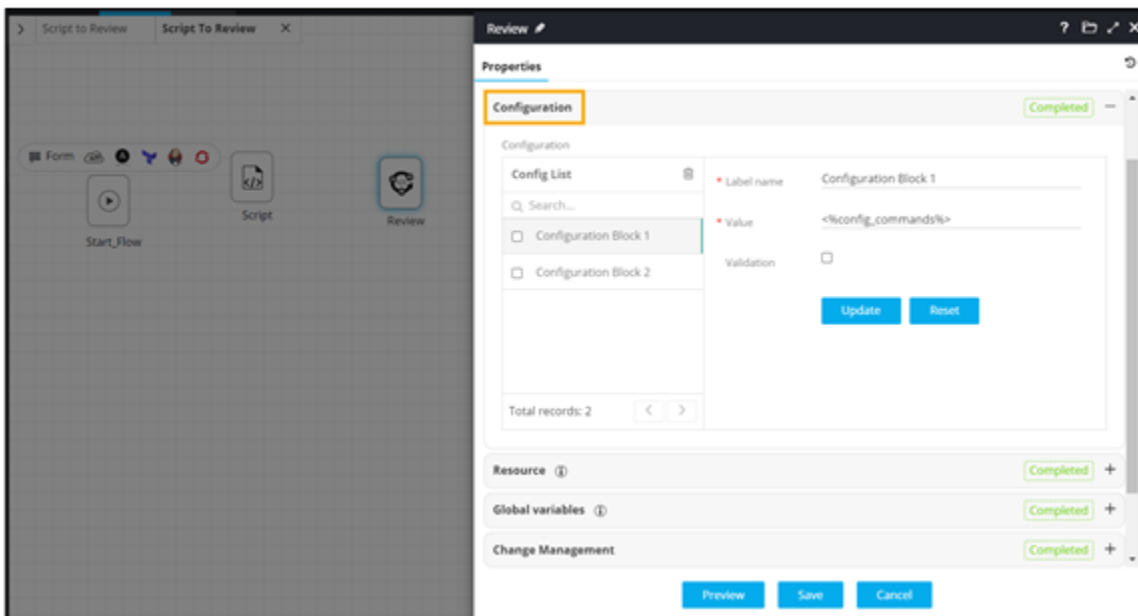 Script to Review
Script To Review
Form
Start_Flow
Script
Review
Review
Properties
Configuration
Completed
Configuration
Config List
Search...
Configuration Block 1
Configuration Block 2
Total records: 2
* Label name
Configuration Block 1
* Value
<%config_commands%>
Validation
Update
Reset
Resource
Completed
Global variables
Completed
Change Management
Completed
Preview
Save
Cancel